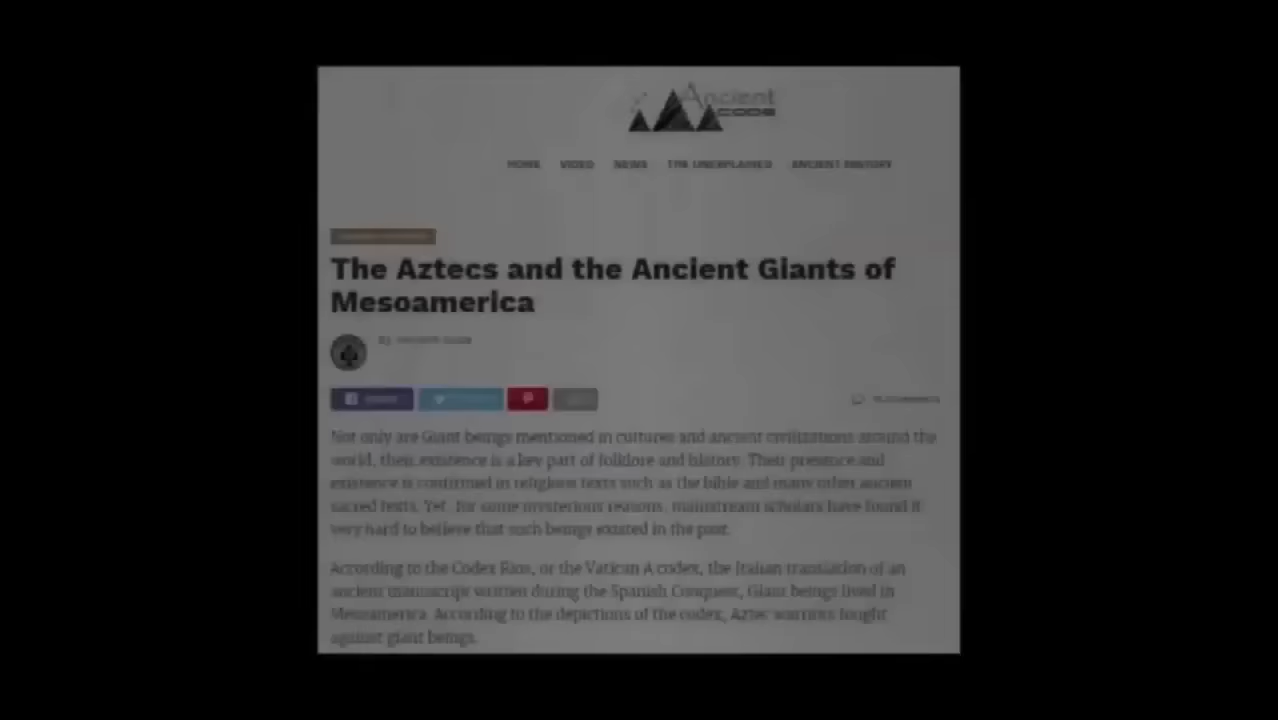 Ancient
CODE
HOME VIDEO NEWS THE UNEXPLAINED ANCIENT HISTORY
The Aztecs and the Ancient Giants of
Mesoamerica
By
Not only are Giant beings mentioned in cultures and ancient civilizations around the
world, their existence is a key part of folklore and history. Their presence and
existence is confirmed in religious texts such as the bible and many other ancient
sacred texts. Yet, for some mysterious reasons, mainstream scholars have found it
very hard to believe that such beings existed in the past.
According to the Codex Rios, or the Vatican A codex, the Italian translation of an
ancient manuscript written during the Spanish Conquest, Giant beings lived in
Mesoamerica. According to the depictions of the codex, Aztec warriors fought
against giant beings.